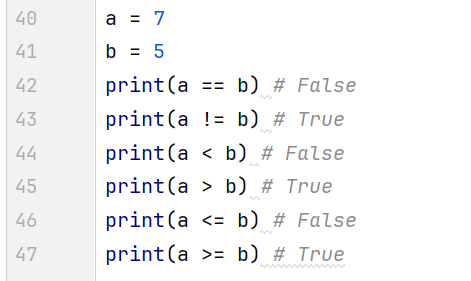 40 a = 7
41 b = 5
42 print(a == b) # False
43 print(a != b) # True
44 print(a < b) # False
45 print(a > b) # True
46 print(a <= b) # False
47 print(a >= b) # True